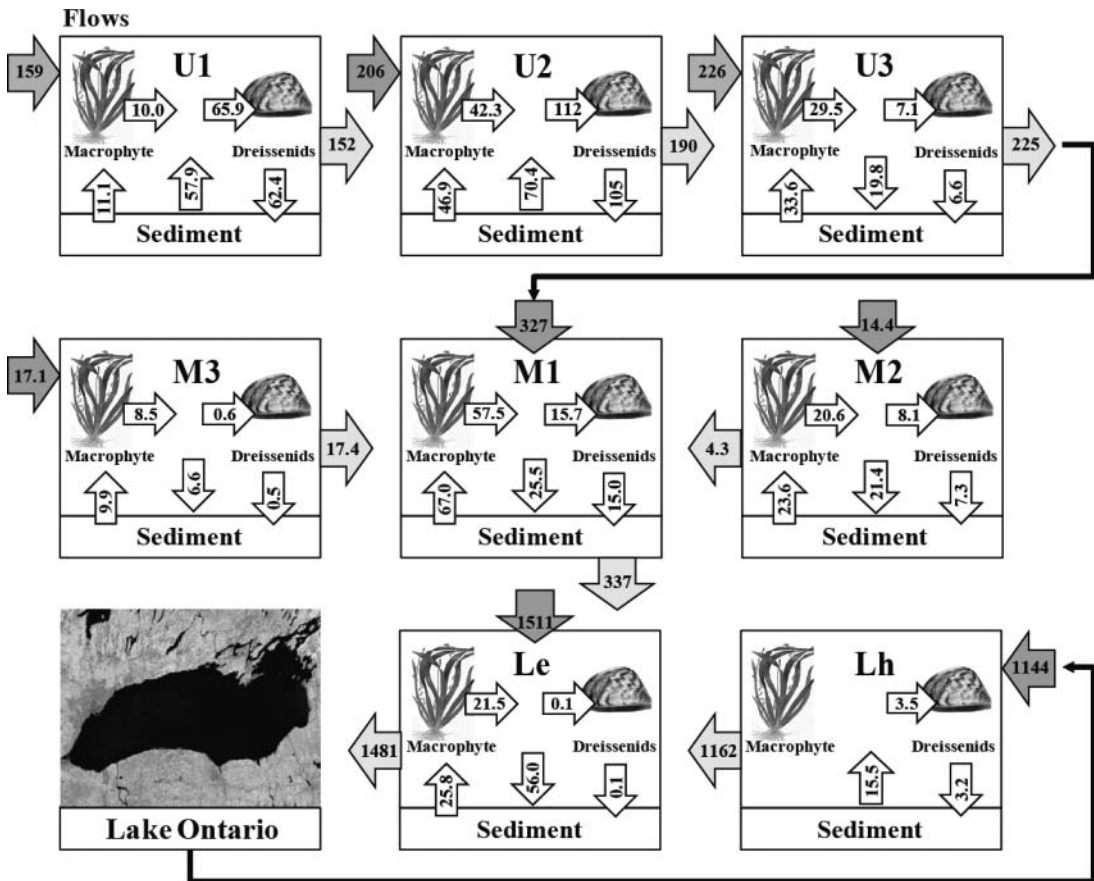 Flows
159
U1
10.0
65.9
Macrophyte
Dreissenids
152
11.1
57.9
62.4
Sediment
206
U2
42.3
112
Macrophyte
Dreissenids
190
46.9
70.4
105
Sediment
226
U3
29.5
7.1
Macrophyte
Dreissenids
225
33.6
19.8
6.6
Sediment
17.1
M3
8.5
0.6
Macrophyte
Dreissenids
17.4
9.9
6.6
0.5
Sediment
327
M1
57.5
15.7
Macrophyte
Dreissenids
67.0
25.5
15.0
Sediment
337
14.4
M2
20.6
8.1
4.3
Macrophyte
Dreissenids
23.6
21.4
7.3
Sediment
Lake Ontario
1511
Le
21.5
0.1
1481
Macrophyte
Dreissenids
25.8
56.0
0.1
Sediment
Lh
1144
3.5
1162
Macrophyte
Dreissenids
15.5
3.2
Sediment